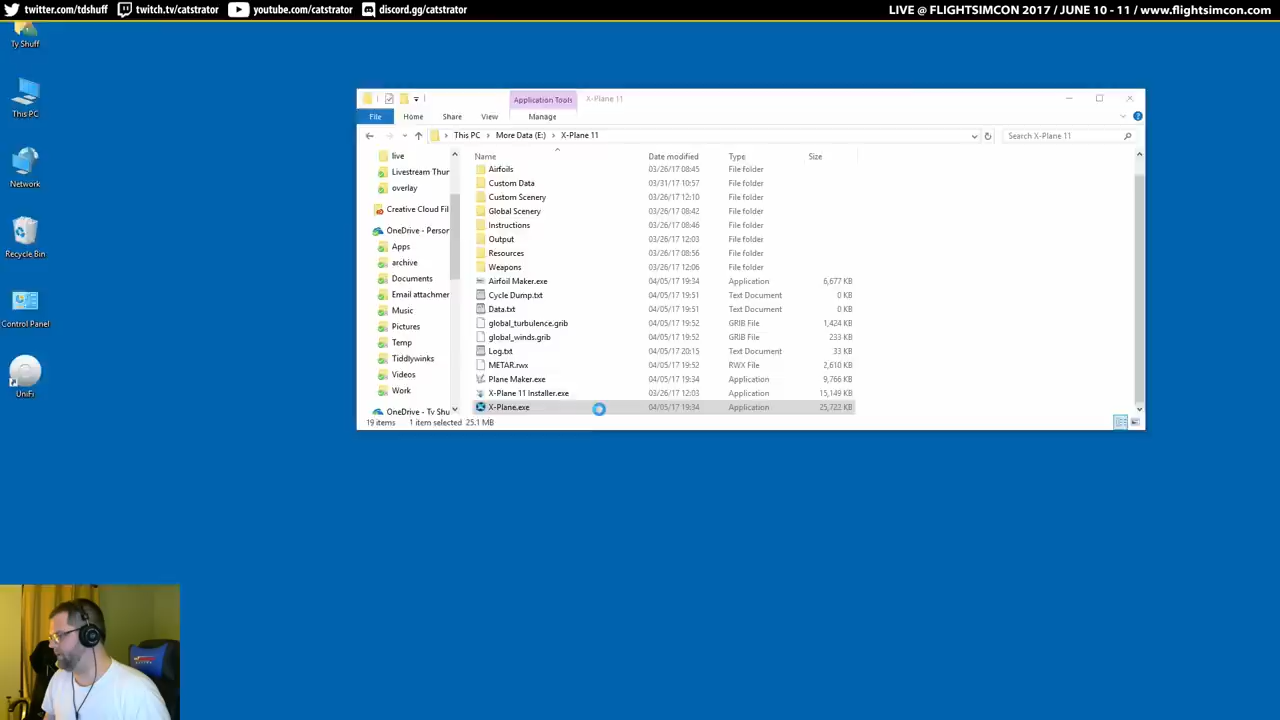 twitter.com/tdshuff twitch.tv/catstrator youtube.com/catstrator discord.gg/catstrator LIVE @ FLIGHTSIMCON 2017 / JUNE 10 - 11 / www.flightsimcon.com
Ty Shuff
This PC
Network
Recycle Bin
Control Panel
UniFi
Application Tools X-Plane 11
File Home Share View Manage
This PC > More Data (E:) > X-Plane 11
Search X-Plane 11
live
Livestream Thur
overlay
Creative Cloud Fil
OneDrive - Persor
Apps
archive
Documents
Email attachmer
Music
Pictures
Temp
Tiddlywinks
Videos
Work
OneDrive - Ty Shu
Name Date modified Type Size
Airfoils 03/26/17 08:45 File folder
Custom Data 03/31/17 10:57 File folder
Custom Scenery 03/26/17 12:10 File folder
Global Scenery 03/26/17 08:42 File folder
Instructions 03/26/17 08:45 File folder
Output 03/26/17 12:03 File folder
Resources 03/26/17 08:56 File folder
Weapons 03/26/17 12:06 File folder
Airfoil Maker.exe 04/05/17 19:34 Application 6,677 KB
Cycle Dump.txt 04/05/17 19:51 Text Document 0 KB
Data.txt 04/05/17 19:51 Text Document 0 KB
global_turbulence.grib 04/05/17 19:52 GRIB File 1,424 KB
global_winds.grib 04/05/17 19:52 GRIB File 233 KB
Log.txt 04/05/17 20:15 Text Document 33 KB
METAR.rwx 04/05/17 19:52 RWX File 2,610 KB
Plane Maker.exe 04/05/17 19:34 Application 9,766 KB
X-Plane 11 Installer.exe 03/26/17 12:03 Application 15,149 KB
X-Plane.exe 04/05/17 19:34 Application 25,722 KB
19 items 1 item selected 25.1 MB